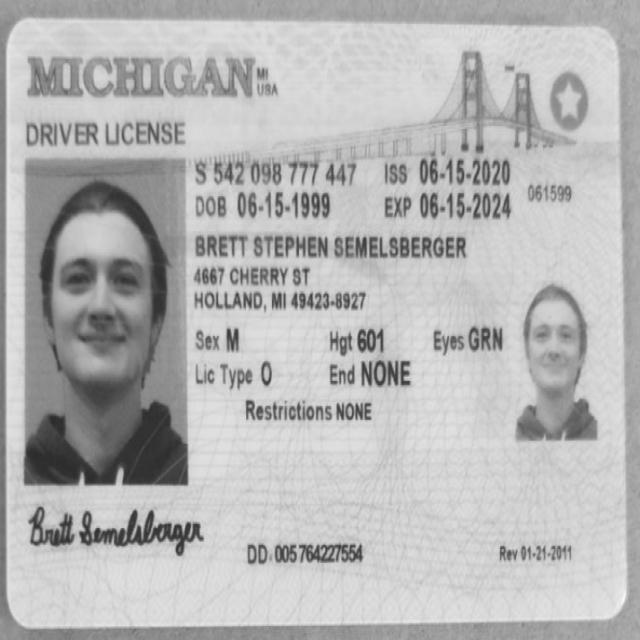 MICHIGAN MI USA
DRIVER LICENSE
S 542 098 777 447 ISS 06-15-2020
DOB 06-15-1999 EXP 06-15-2024 061599
BRETT STEPHEN SEMELSBERGER
4667 CHERRY ST
HOLLAND, MI 49423-8927
Sex M Hgt 601 Eyes GRN
Lic Type O End NONE
Restrictions NONE
Brett Semelsberger
DD 005764227554 Rev 01-21-2011